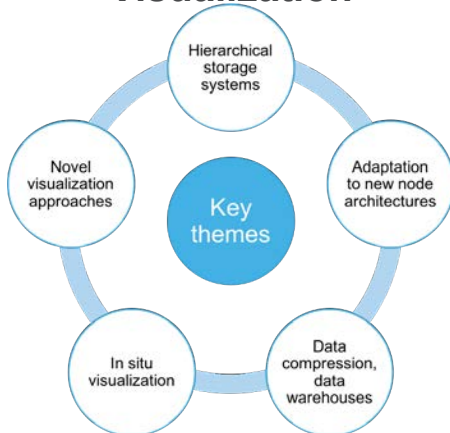 Visualization
Hierarchical
storage
systems
Adaptation
to new node
architectures
Data
compression,
data
warehouses
In situ
visualization
Novel
visualization
approaches
Key
themes